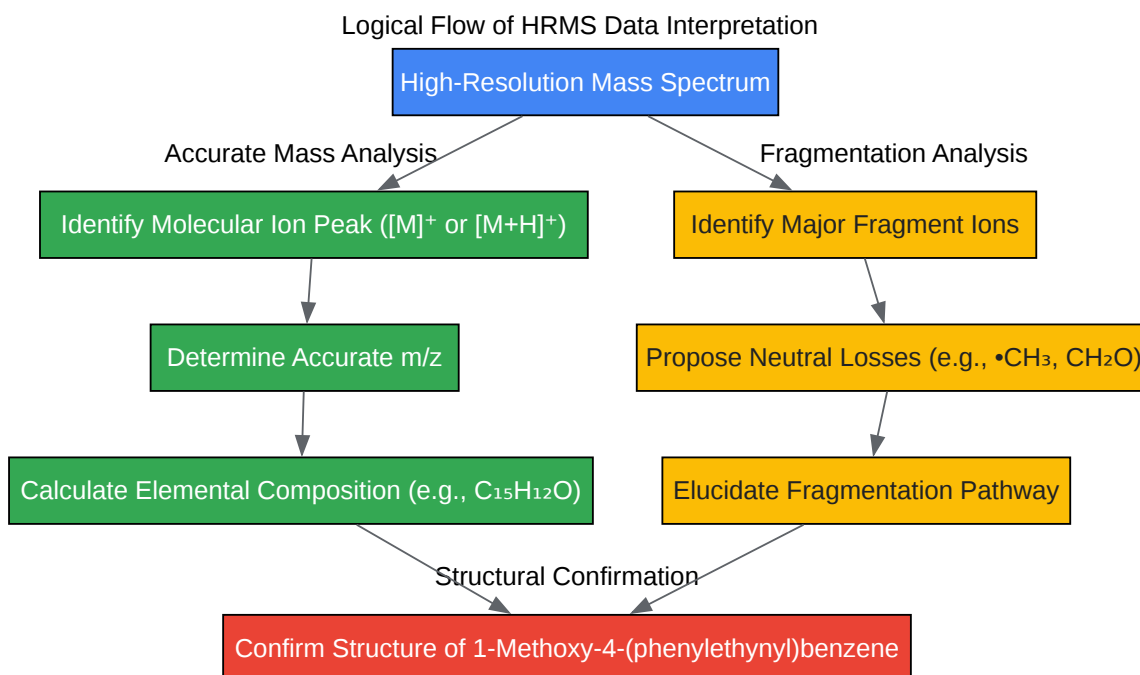 Logical Flow of HRMS Data Interpretation
High-Resolution Mass Spectrum
Accurate Mass Analysis
Fragmentation Analysis
Identify Molecular Ion Peak ([M]⁺ or [M+H]⁺)
Identify Major Fragment Ions
Determine Accurate m/z
Propose Neutral Losses (e.g., •CH₃, CH₂O)
Calculate Elemental Composition (e.g., C₁₅H₁₂O)
Elucidate Fragmentation Pathway
Structural Confirmation
Confirm Structure of 1-Methoxy-4-(phenylethynyl)benzene